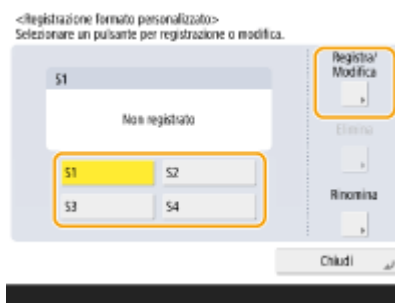 <Registrazione formato personalizzato>
Selezionare un pulsante per registrazione o modifica.
S1
Non registrato
S1
S2
S3
S4
Registra/
Modifica
Elimina
Rinomina
Chiudi